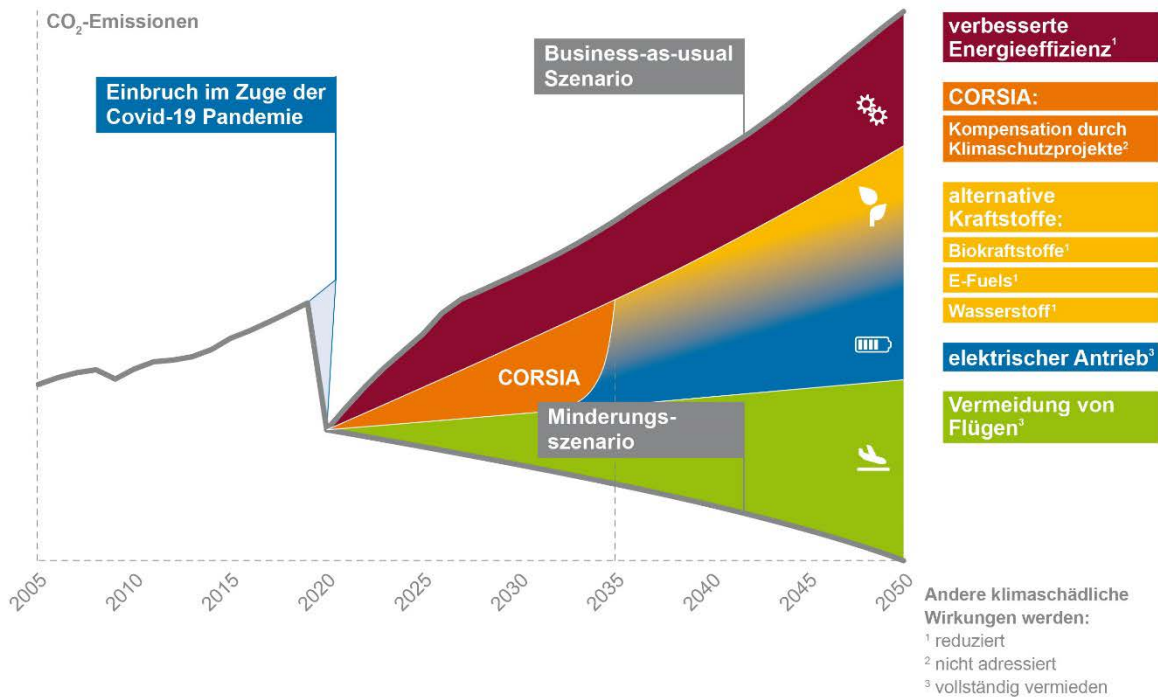 CO₂-Emissionen
Einbruch im Zuge der
Covid-19 Pandemie
Business-as-usual
Szenario
CORSIA
Minderungs-
szenario
2005
2010
2015
2020
2025
2030
2035
2040
2045
2050
verbesserte
Energieeffizienz¹
CORSIA:
Kompensation durch
Klimaschutzprojekte²
alternative
Kraftstoffe:
Biokraftstoffe¹
E-Fuels¹
Wasserstoff¹
elektrischer Antrieb³
Vermeidung von
Flügen³
Andere klimaschädliche
Wirkungen werden:
¹ reduziert
² nicht adressiert
³ vollständig vermieden